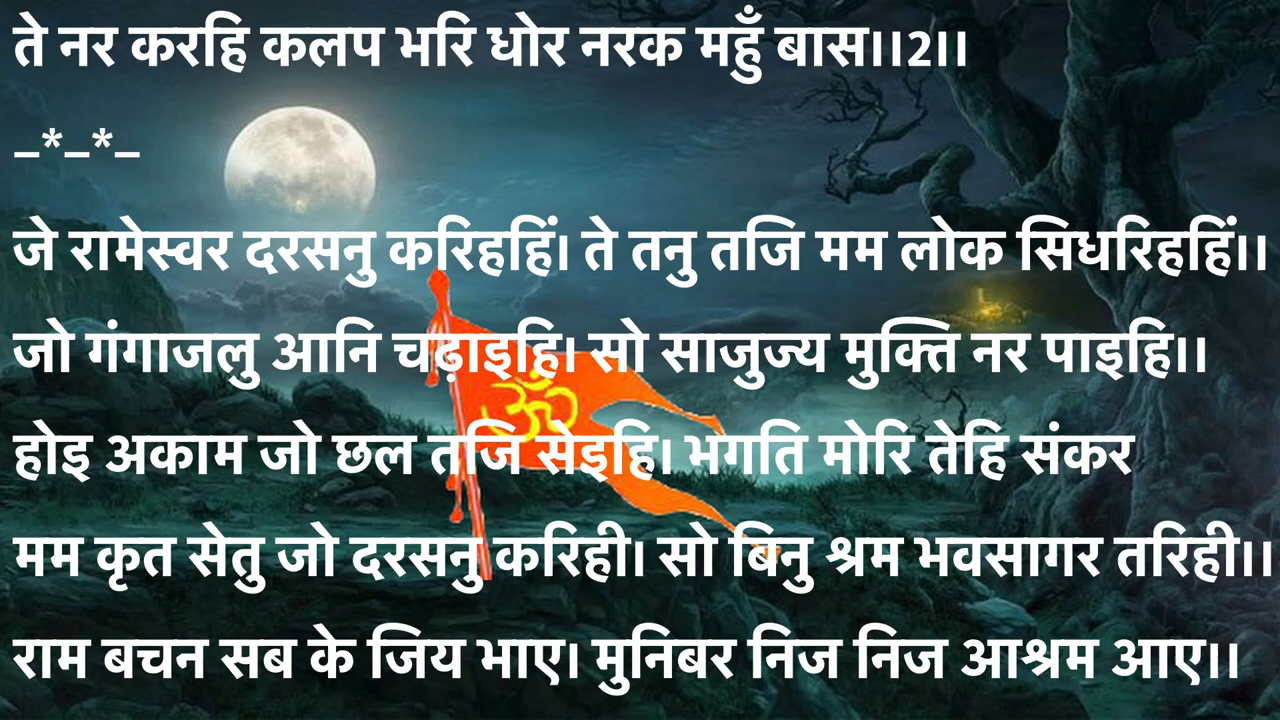 ते नर करहि कलप भरि धोर नरक महुँ बास।।2।।
–*–*–
जे रामेस्वर दरसनु करिहहिं। ते तनु तजि मम लोक सिधरिहहिं।।
जो गंगाजलु आनि चढ़ाइहि। सो साजुज्य मुक्ति नर पाइहि।।
होइ अकाम जो छल तजि सेइहि। भगति मोरि तेहि संकर
मम कृत सेतु जो दरसनु करिही। सो बिनु श्रम भवसागर तरिही।।
राम बचन सब के जिय भाए। मुनिबर निज निज आश्रम आए।।
ॐ